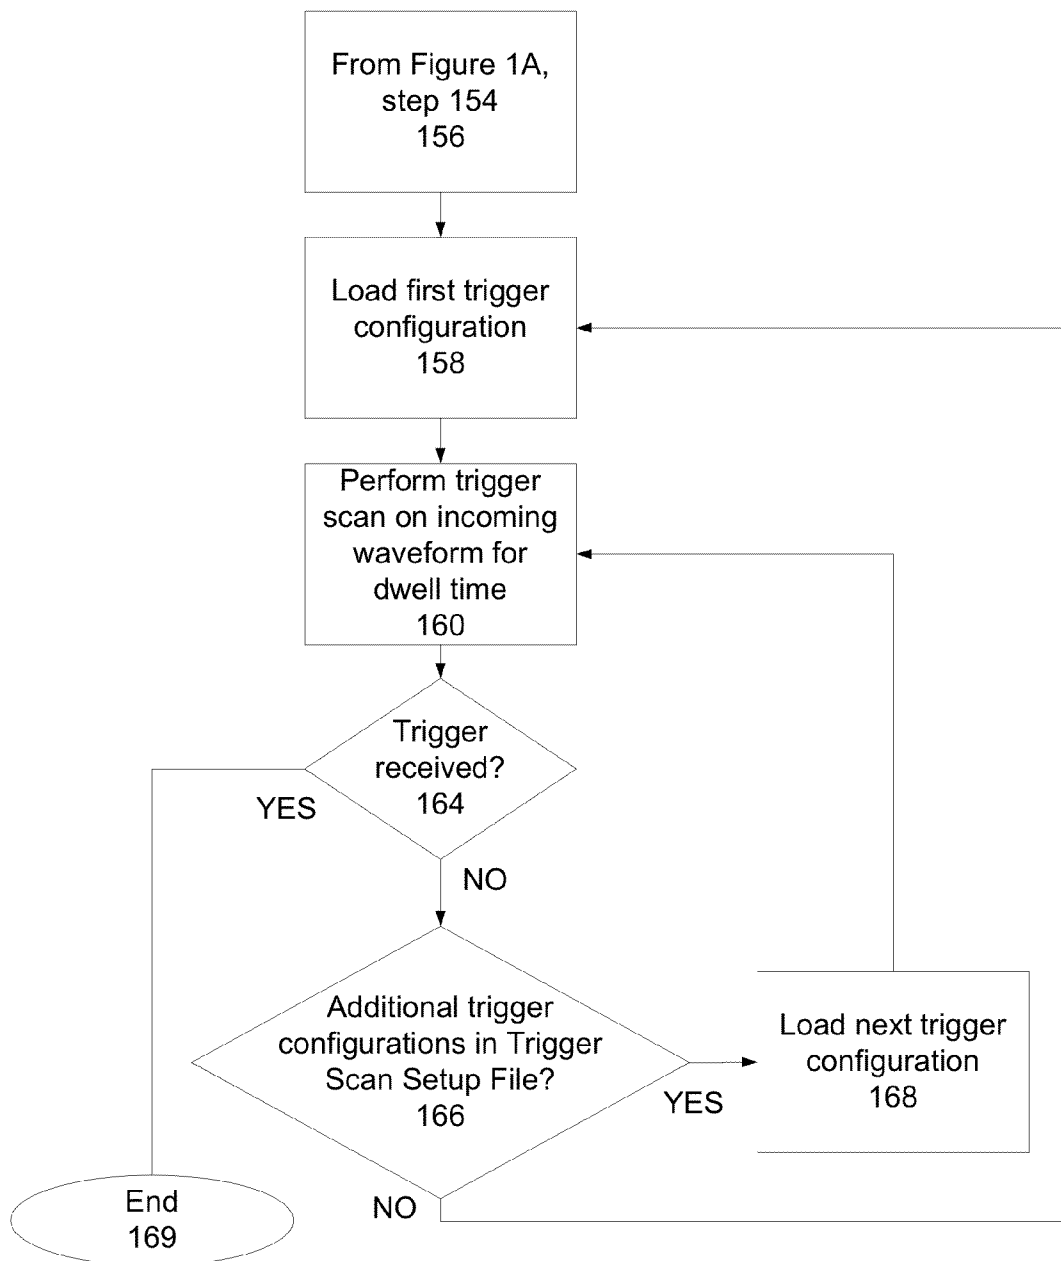 From Figure 1A,
step 154
156
Load first trigger
configuration
158
Perform trigger
scan on incoming
waveform for
dwell time
160
Trigger
received?
164
YES
NO
Additional trigger
configurations in Trigger
Scan Setup File?
166
YES
Load next trigger
configuration
168
NO
End
169